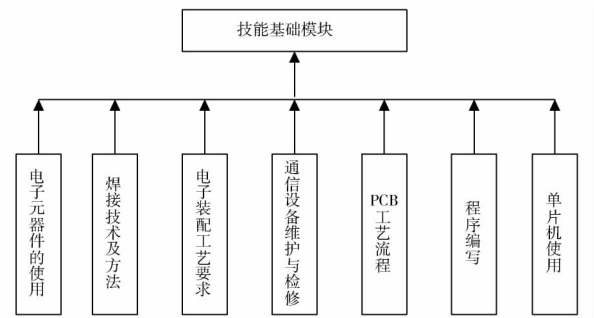 技能基础模块
电子元器件的使用
焊接技术及方法
电子装配工艺要求
通信设备维护与检修
PCB工艺流程
程序编写
单片机使用